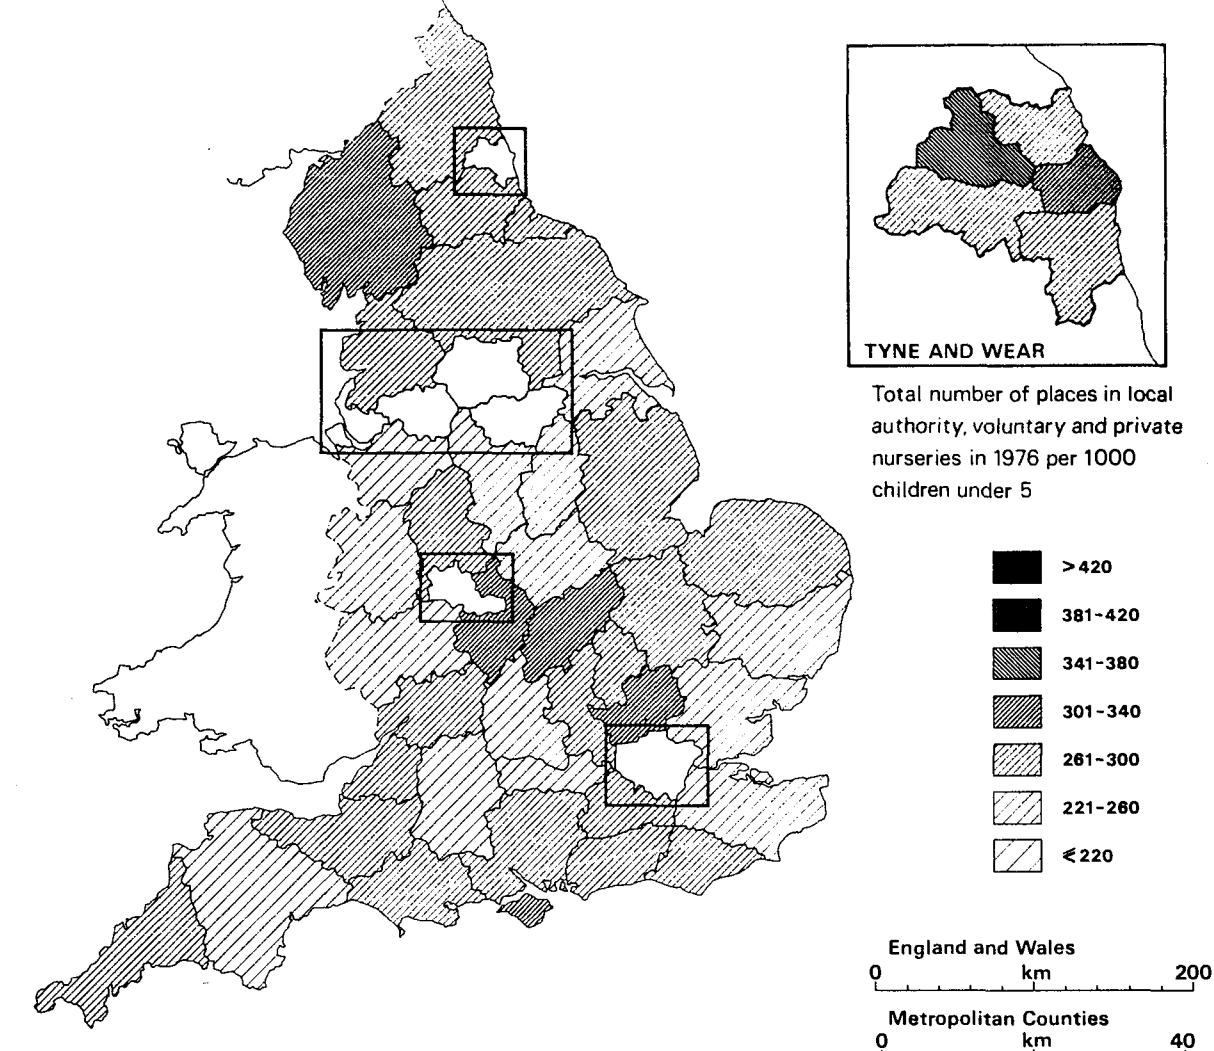 TYNE AND WEAR
Total number of places in local
authority, voluntary and private
nurseries in 1976 per 1000
children under 5
>420
381-420
341-380
301-340
261-300
221-260
⩽220
England and Wales
0 km 200
Metropolitan Counties
0 km 40